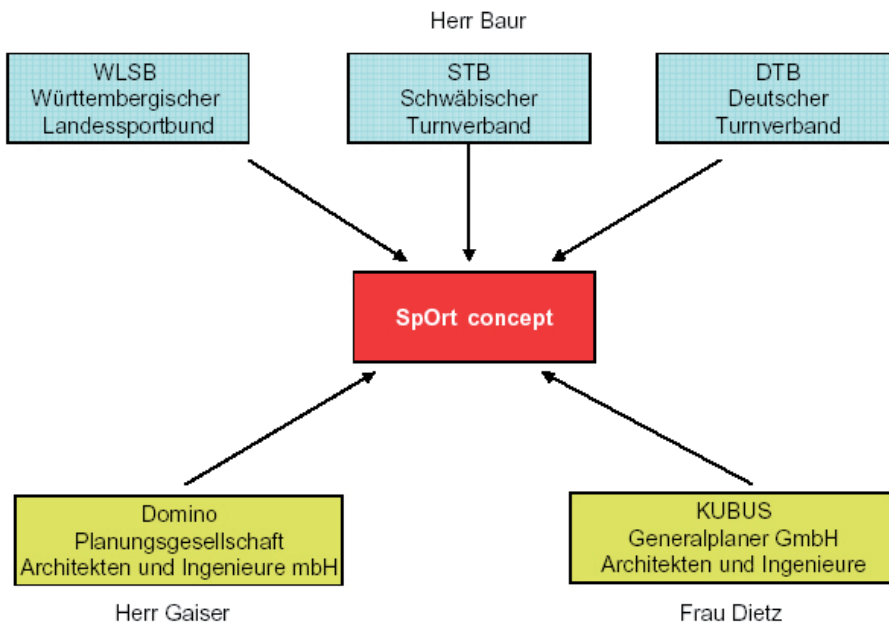 Herr Baur
WLSB
Württembergischer
Landessportbund
STB
Schwäbischer
Turnverband
DTB
Deutscher
Turnverband
SpOrt concept
Domino
Planungsgesellschaft
Architekten und Ingenieure mbH
Herr Gaiser
KUBUS
Generalplaner GmbH
Architekten und Ingenieure
Frau Dietz